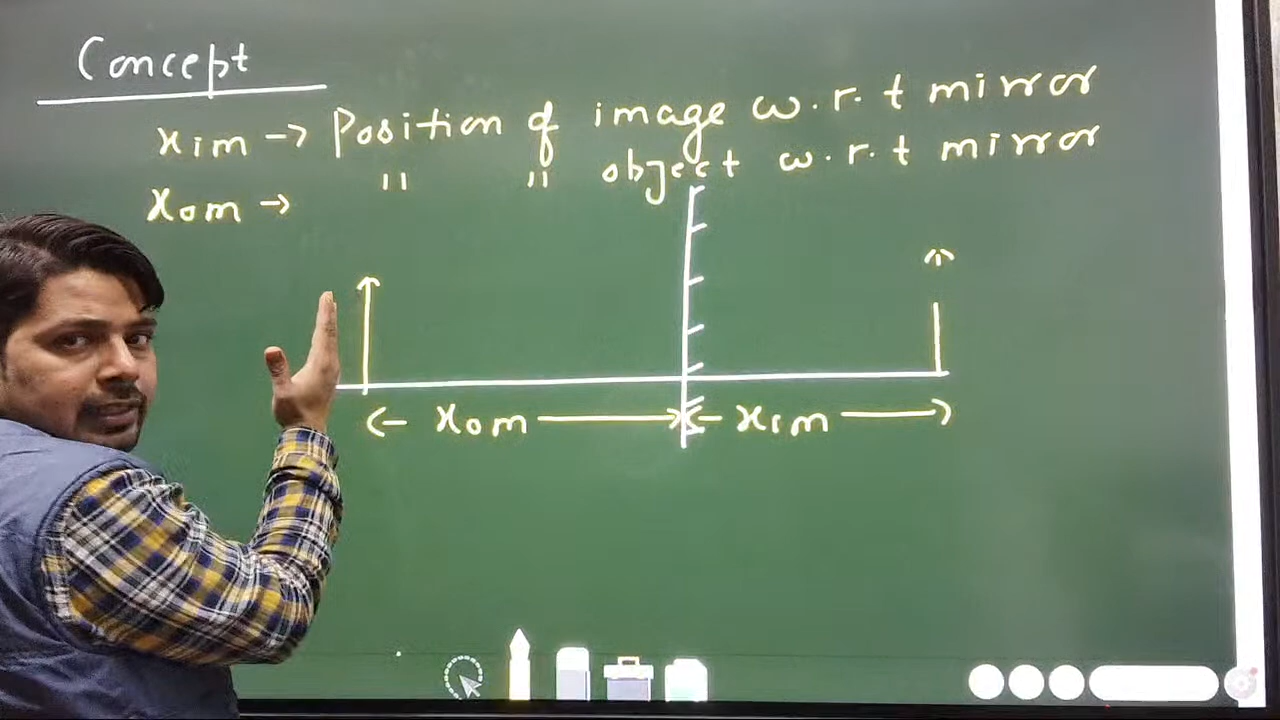 Concept
xim → Position of image w.r.t mirror
xom → " " object w.r.t mirror
xom xim